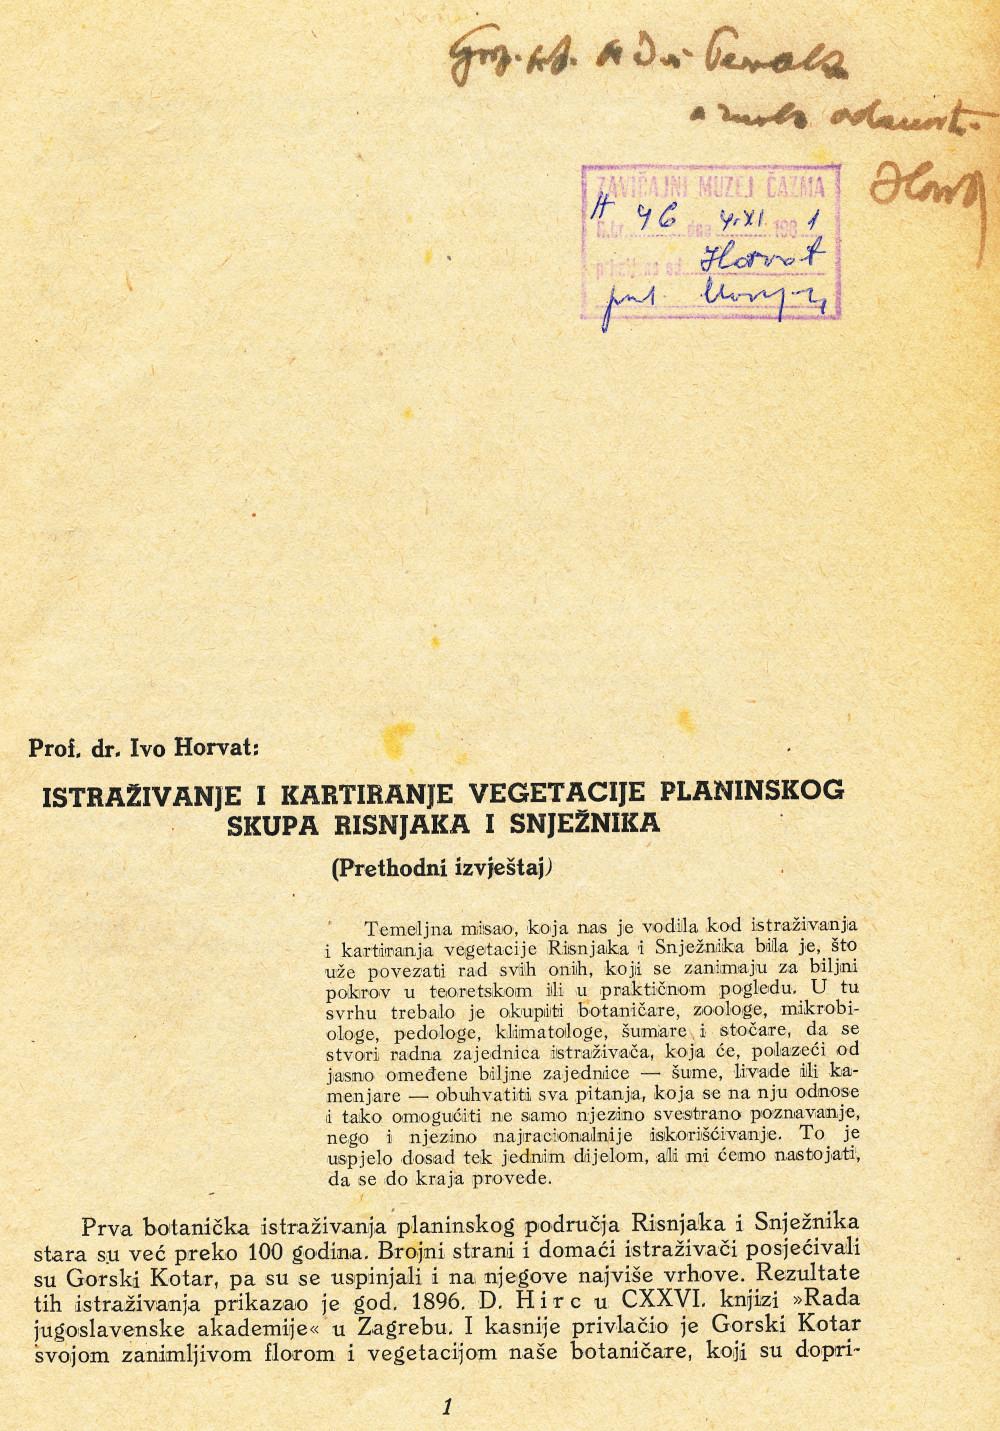 ZAVIČAJNI MUZEJ ČAZMA
H 46 dne 4. XI. 1981
Horvat
Prof. dr. Ivo Horvat:
ISTRAŽIVANJE I KARTIRANJE VEGETACIJE PLANINSKOG
SKUPA RISNJAKA I SNJEŽNIKA
(Prethodni izvještaj)
Temeljna misao, koja nas je vodila kod istraživanja
i kartiranja vegetacije Risnjaka i Snježnika bila je, što
uže povezati rad svih onih, koji se zanimaju za biljni
pokrov u teoretskom ili u praktičnom pogledu. U tu
svrhu trebalo je okupiti botaničare, zoologe, mikrobi-
ologe, pedologe, klimatologe, šumare i stočare, da se
stvori radna zajednica istraživača, koja će, polazeći od
jasno omeđene biljne zajednice — šume, livade ili ka-
menjare — obuhvatiti sva pitanja, koja se na nju odnose
i tako omogućiti ne samo njezino svestrano poznavanje,
nego i njezino najracionalnije iskorišćivanje. To je
uspjelo dosad tek jednim dijelom, ali mi ćemo nastojati,
da se do kraja provede.
Prva botanička istraživanja planinskog područja Risnjaka i Snježnika
stara su već preko 100 godina. Brojni strani i domaći istraživači posjećivali
su Gorski Kotar, pa su se uspinjali i na njegove najviše vrhove. Rezultate
tih istraživanja prikazao je god. 1896. D. Hirc u CXXVI. knjizi »Rada
jugoslavenske akademije« u Zagrebu. I kasnije privlačio je Gorski Kotar
svojom zanimljivom florom i vegetacijom naše botaničare, koji su dopri-
1